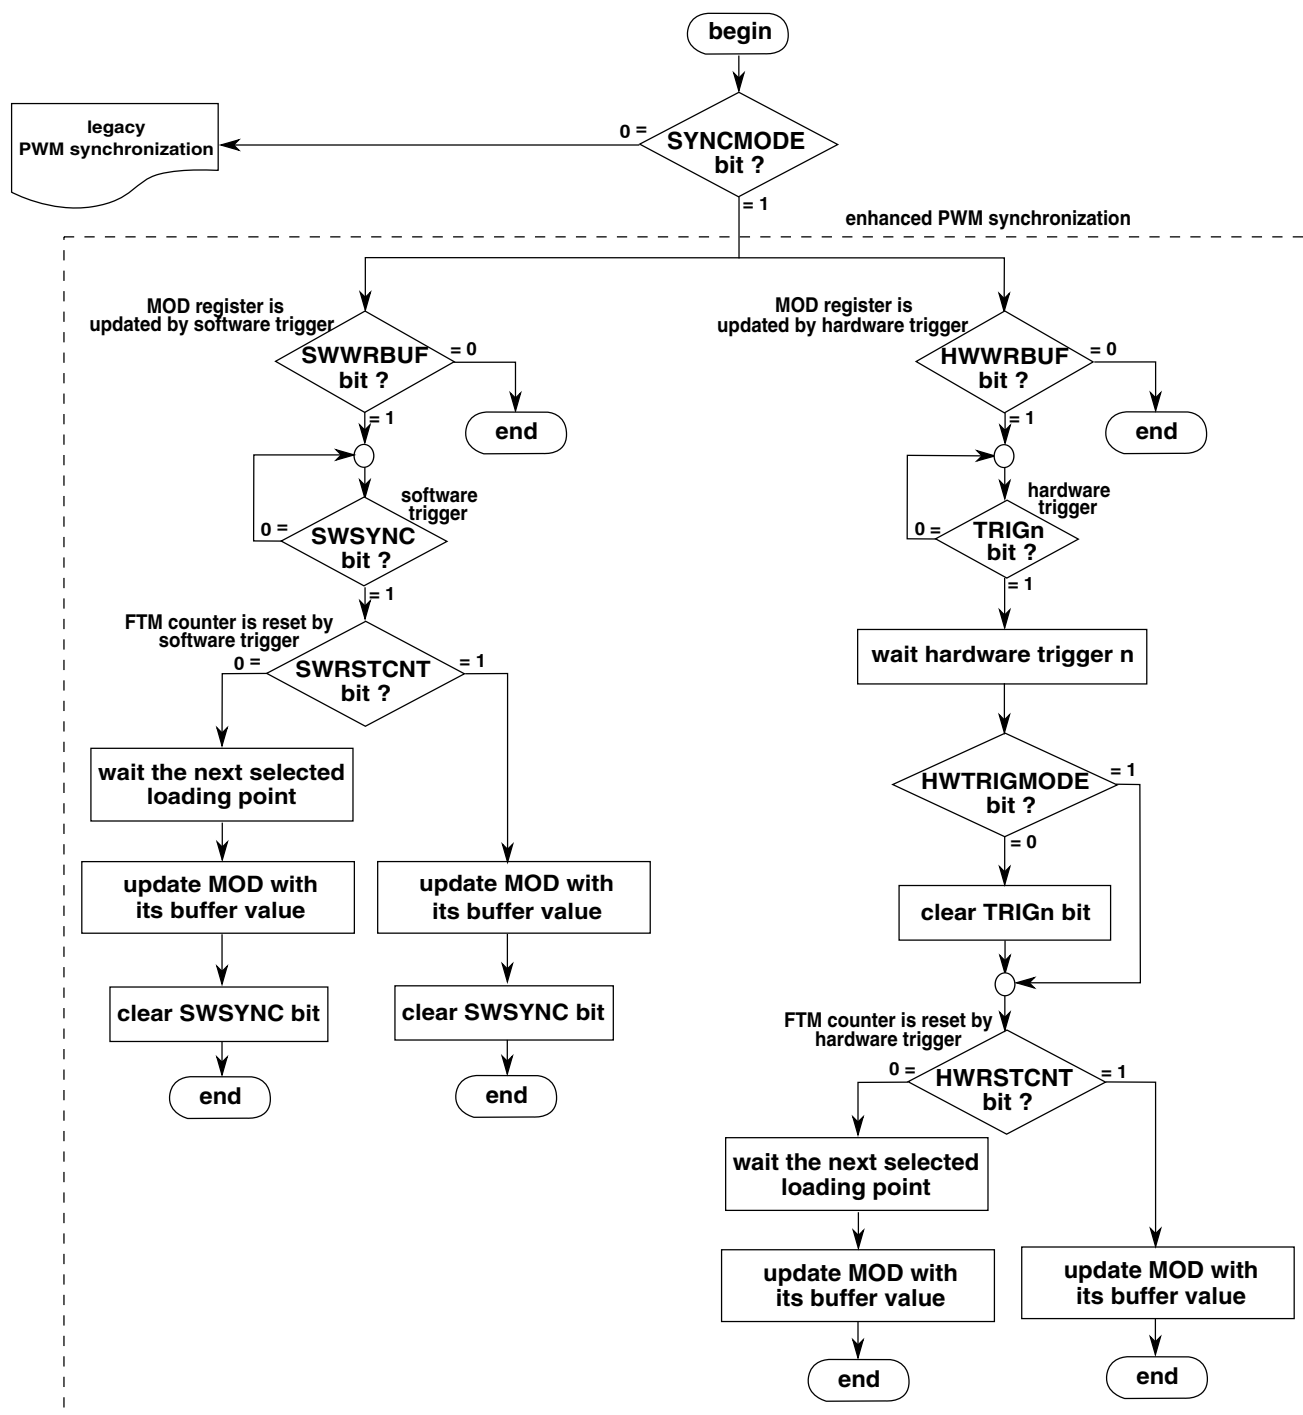 begin
legacy
PWM synchronization
0 =
SYNCMODE
bit ?
= 1
enhanced PWM synchronization
MOD register is
updated by software trigger
SWWRBUF
bit ?
= 0
end
= 1
software
trigger
0 =
SWSYNC
bit ?
= 1
FTM counter is reset by
software trigger
0 =
SWRSTCNT
bit ?
= 1
wait the next selected
loading point
update MOD with
its buffer value
clear SWSYNC bit
end
update MOD with
its buffer value
clear SWSYNC bit
end
MOD register is
updated by hardware trigger
HWWRBUF
bit ?
= 0
end
= 1
hardware
trigger
0 =
TRIGn
bit ?
= 1
wait hardware trigger n
HWTRIGMODE
bit ?
= 1
= 0
clear TRIGn bit
FTM counter is reset by
hardware trigger
0 =
HWRSTCNT
bit ?
= 1
wait the next selected
loading point
update MOD with
its buffer value
end
update MOD with
its buffer value
end